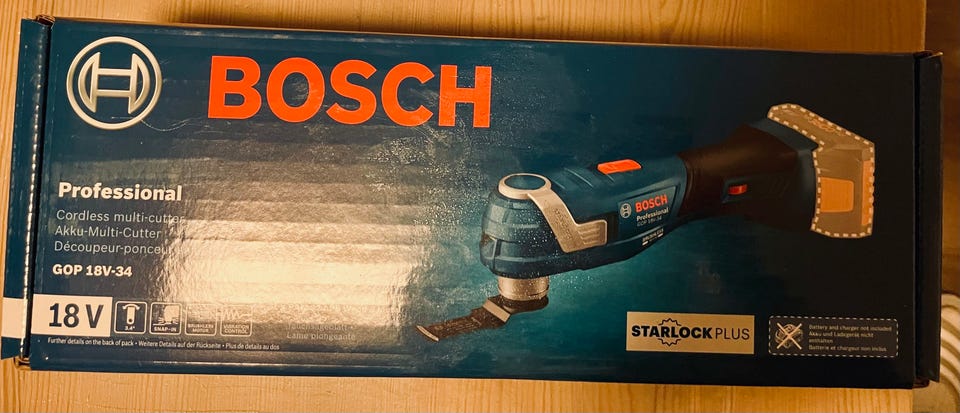 BOSCH
Professional
Cordless multi-cutter
Akku-Multi-Cutter
Découpeur-ponceur
GOP 18V-34
18 V
3.4°
SNAP-IN
BRUSHLESS
MOTOR
VIBRATION
CONTROL
Further details on the back of pack • Weitere Details auf der Rückseite • Plus de détails au dos
Lame plongeante
BOSCH
Professional
GOP 18V-34
STARLOCKPLUS
Battery and charger not included
Akku und Ladegerät nicht
enthalten
Batterie et chargeur non inclus